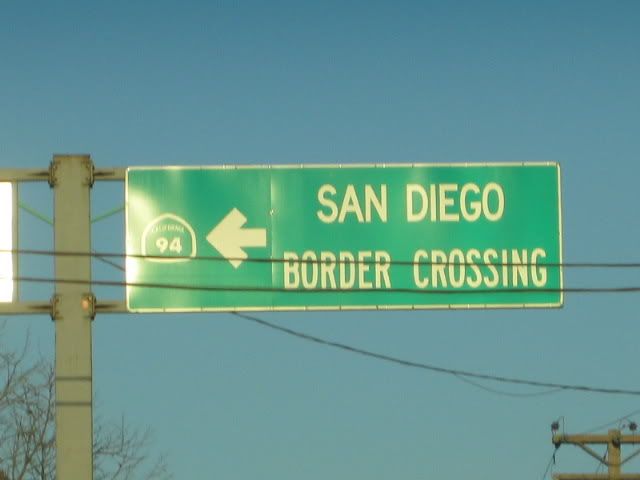 SAN DIEGO
CALIFORNIA
94
BORDER CROSSING